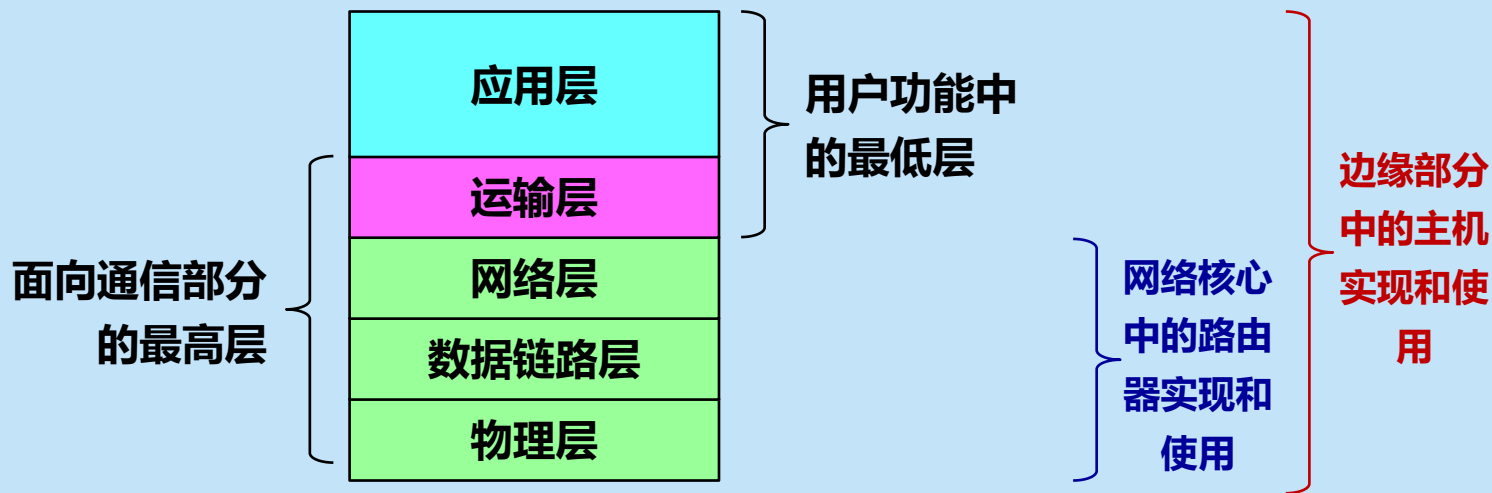 应用层
运输层
网络层
数据链路层
物理层
面向通信部分
的最高层
用户功能中
的最低层
网络核心
中的路由
器实现和
使用
边缘部分
中的主机
实现和使
用